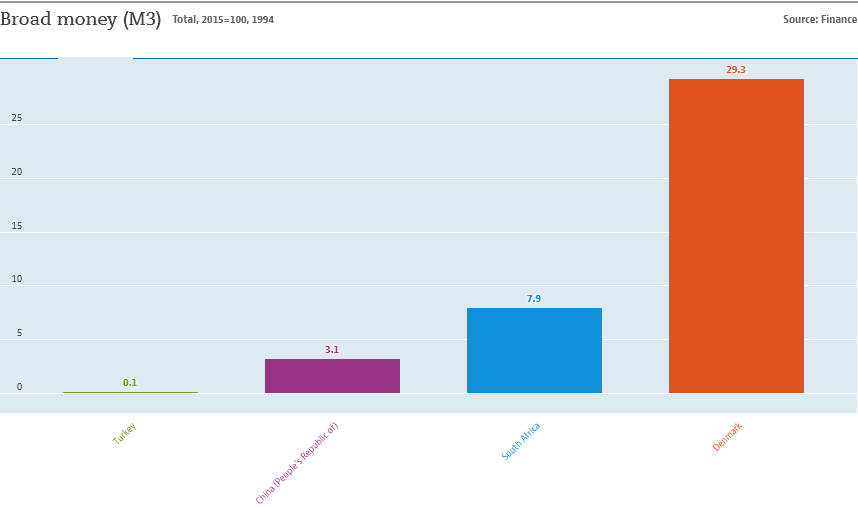 Broad money (M3) Total, 2015=100, 1994 Source: Finance
29.3
25
20
15
10
7.9
5
3.1
0
0.1
Turkey
China (People's Republic of)
South Africa
Denmark